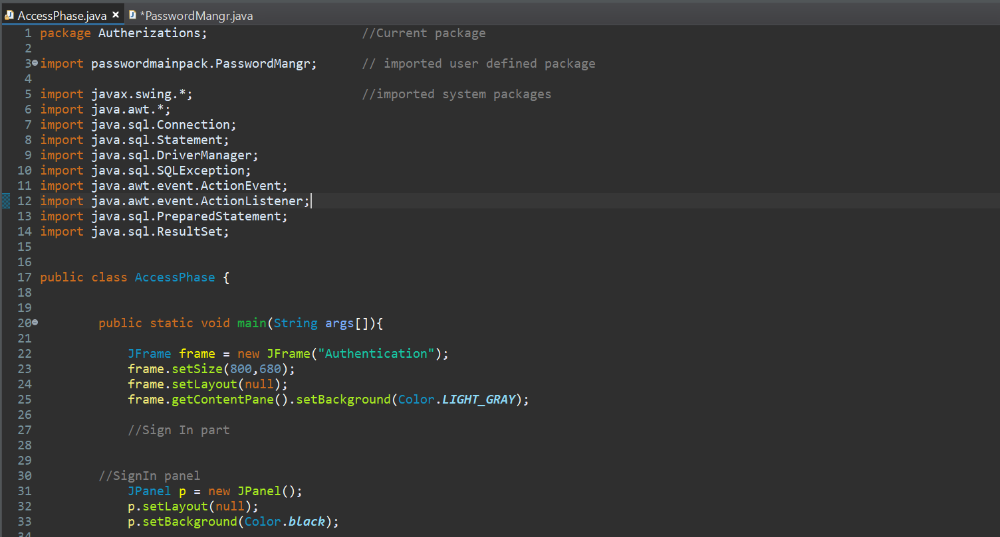 AccessPhase.java × *PasswordMangr.java
1 package Autherizations; //Current package
2
3 import passwordmainpack.PasswordMangr; // imported user defined package
4
5 import javax.swing.*; //imported system packages
6 import java.awt.*;
7 import java.sql.Connection;
8 import java.sql.Statement;
9 import java.sql.DriverManager;
10 import java.sql.SQLException;
11 import java.awt.event.ActionEvent;
12 import java.awt.event.ActionListener;
13 import java.sql.PreparedStatement;
14 import java.sql.ResultSet;
15
16
17 public class AccessPhase {
18
19
20 public static void main(String args[]){
21
22 JFrame frame = new JFrame("Authentication");
23 frame.setSize(800,680);
24 frame.setLayout(null);
25 frame.getContentPane().setBackground(Color.LIGHT_GRAY);
26
27 //Sign In part
28
29
30 //SignIn panel
31 JPanel p = new JPanel();
32 p.setLayout(null);
33 p.setBackground(Color.black);
34